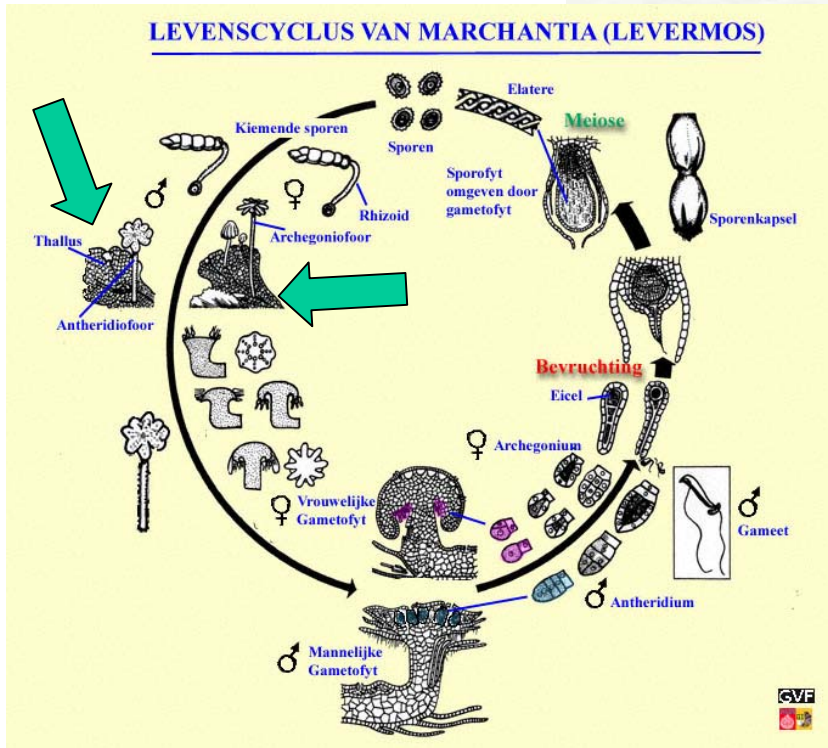 LEVENSCYCLUS VAN MARCHANTIA (LEVERMOS)
Elatere
Meiose
Kiemende sporen
Sporen
♂
♀
Sporofyt
omgeven door
gametofyt
Rhizoid
Sporenkapsel
Archegoniofoor
Thallus
Antheridiofoor
Bevruchting
Eicel
♀ Archegonium
♀ Vrouwelijke
Gametofyt
♂
Gameet
♂ Antheridium
♂ Mannelijke
Gametofyt
GVF